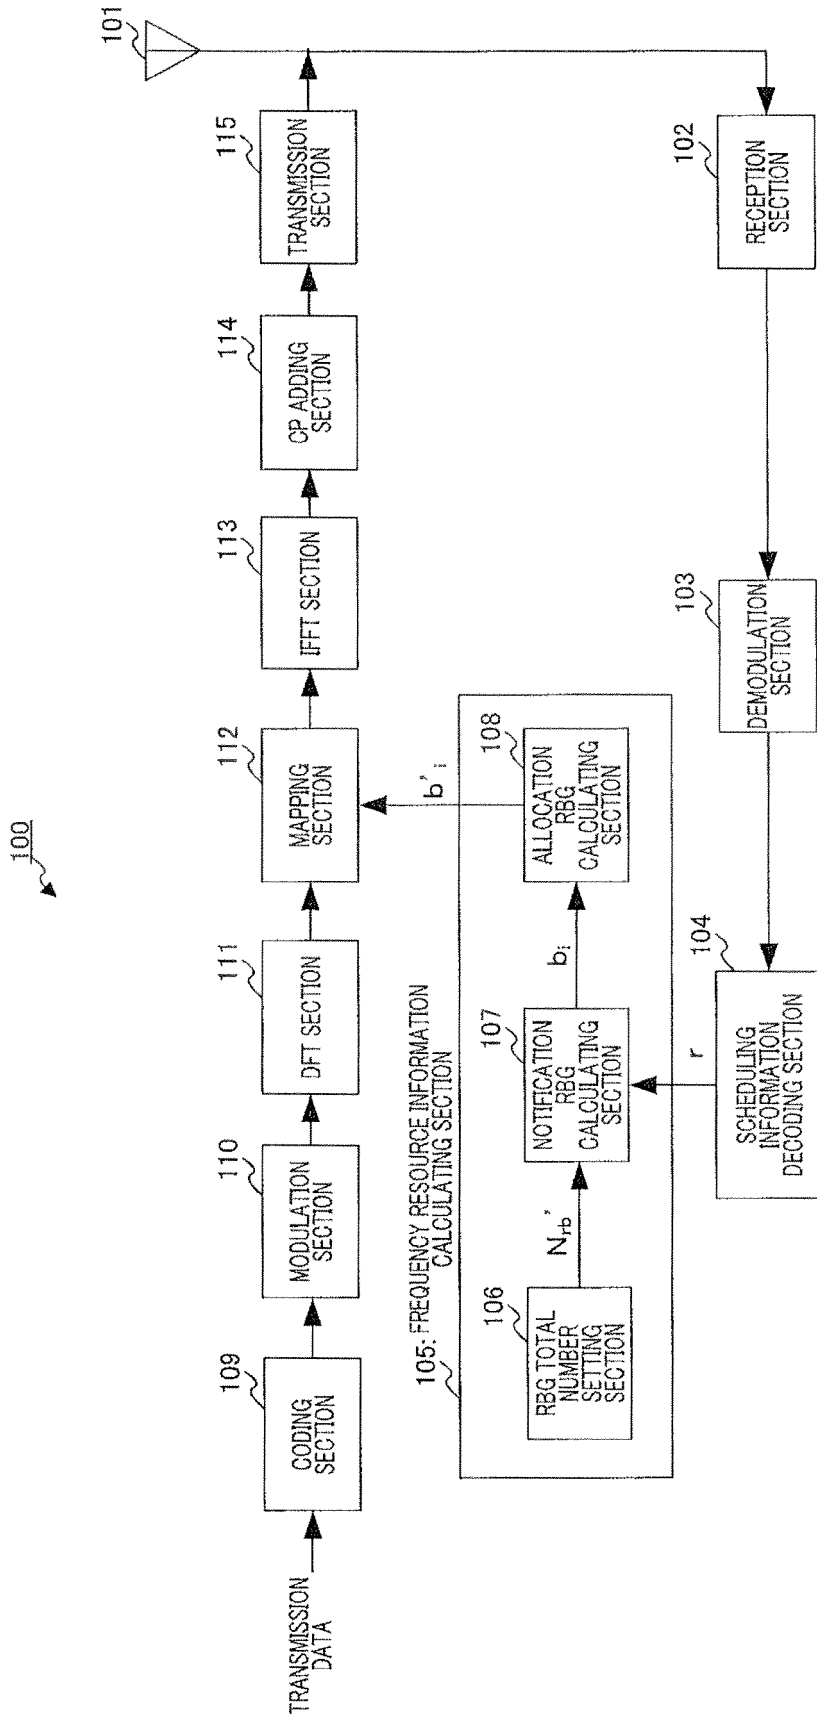 100
TRANSMISSION
DATA
109
CODING
SECTION
110
MODULATION
SECTION
111
DFT SECTION
112
MAPPING
SECTION
113
IFFT SECTION
114
CP ADDING
SECTION
115
TRANSMISSION
SECTION
101
105: FREQUENCY RESOURCE INFORMATION
CALCULATING SECTION
b'i
106
RBG TOTAL
NUMBER
SETTING
SECTION
Nrb'
107
NOTIFICATION
RBG
CALCULATING
SECTION
bi
108
ALLOCATION
RBG
CALCULATING
SECTION
r
104
SCHEDULING
INFORMATION
DECODING SECTION
103
DEMODULATION
SECTION
102
RECEPTION
SECTION